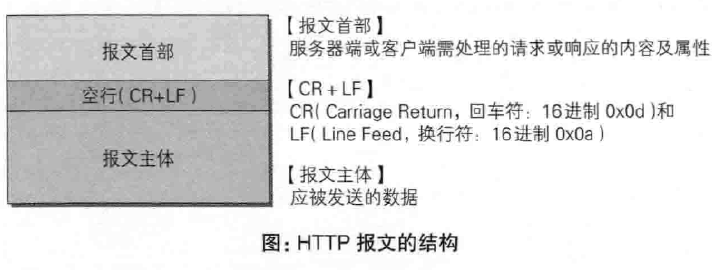 报文首部
空行( CR+LF )
报文主体
【报文首部】
服务器端或客户端需处理的请求或响应的内容及属性
【CR + LF】
CR( Carriage Return，回车符：16进制 0x0d )和
LF( Line Feed，换行符：16进制 0x0a )
【报文主体】
应被发送的数据
图：HTTP 报文的结构